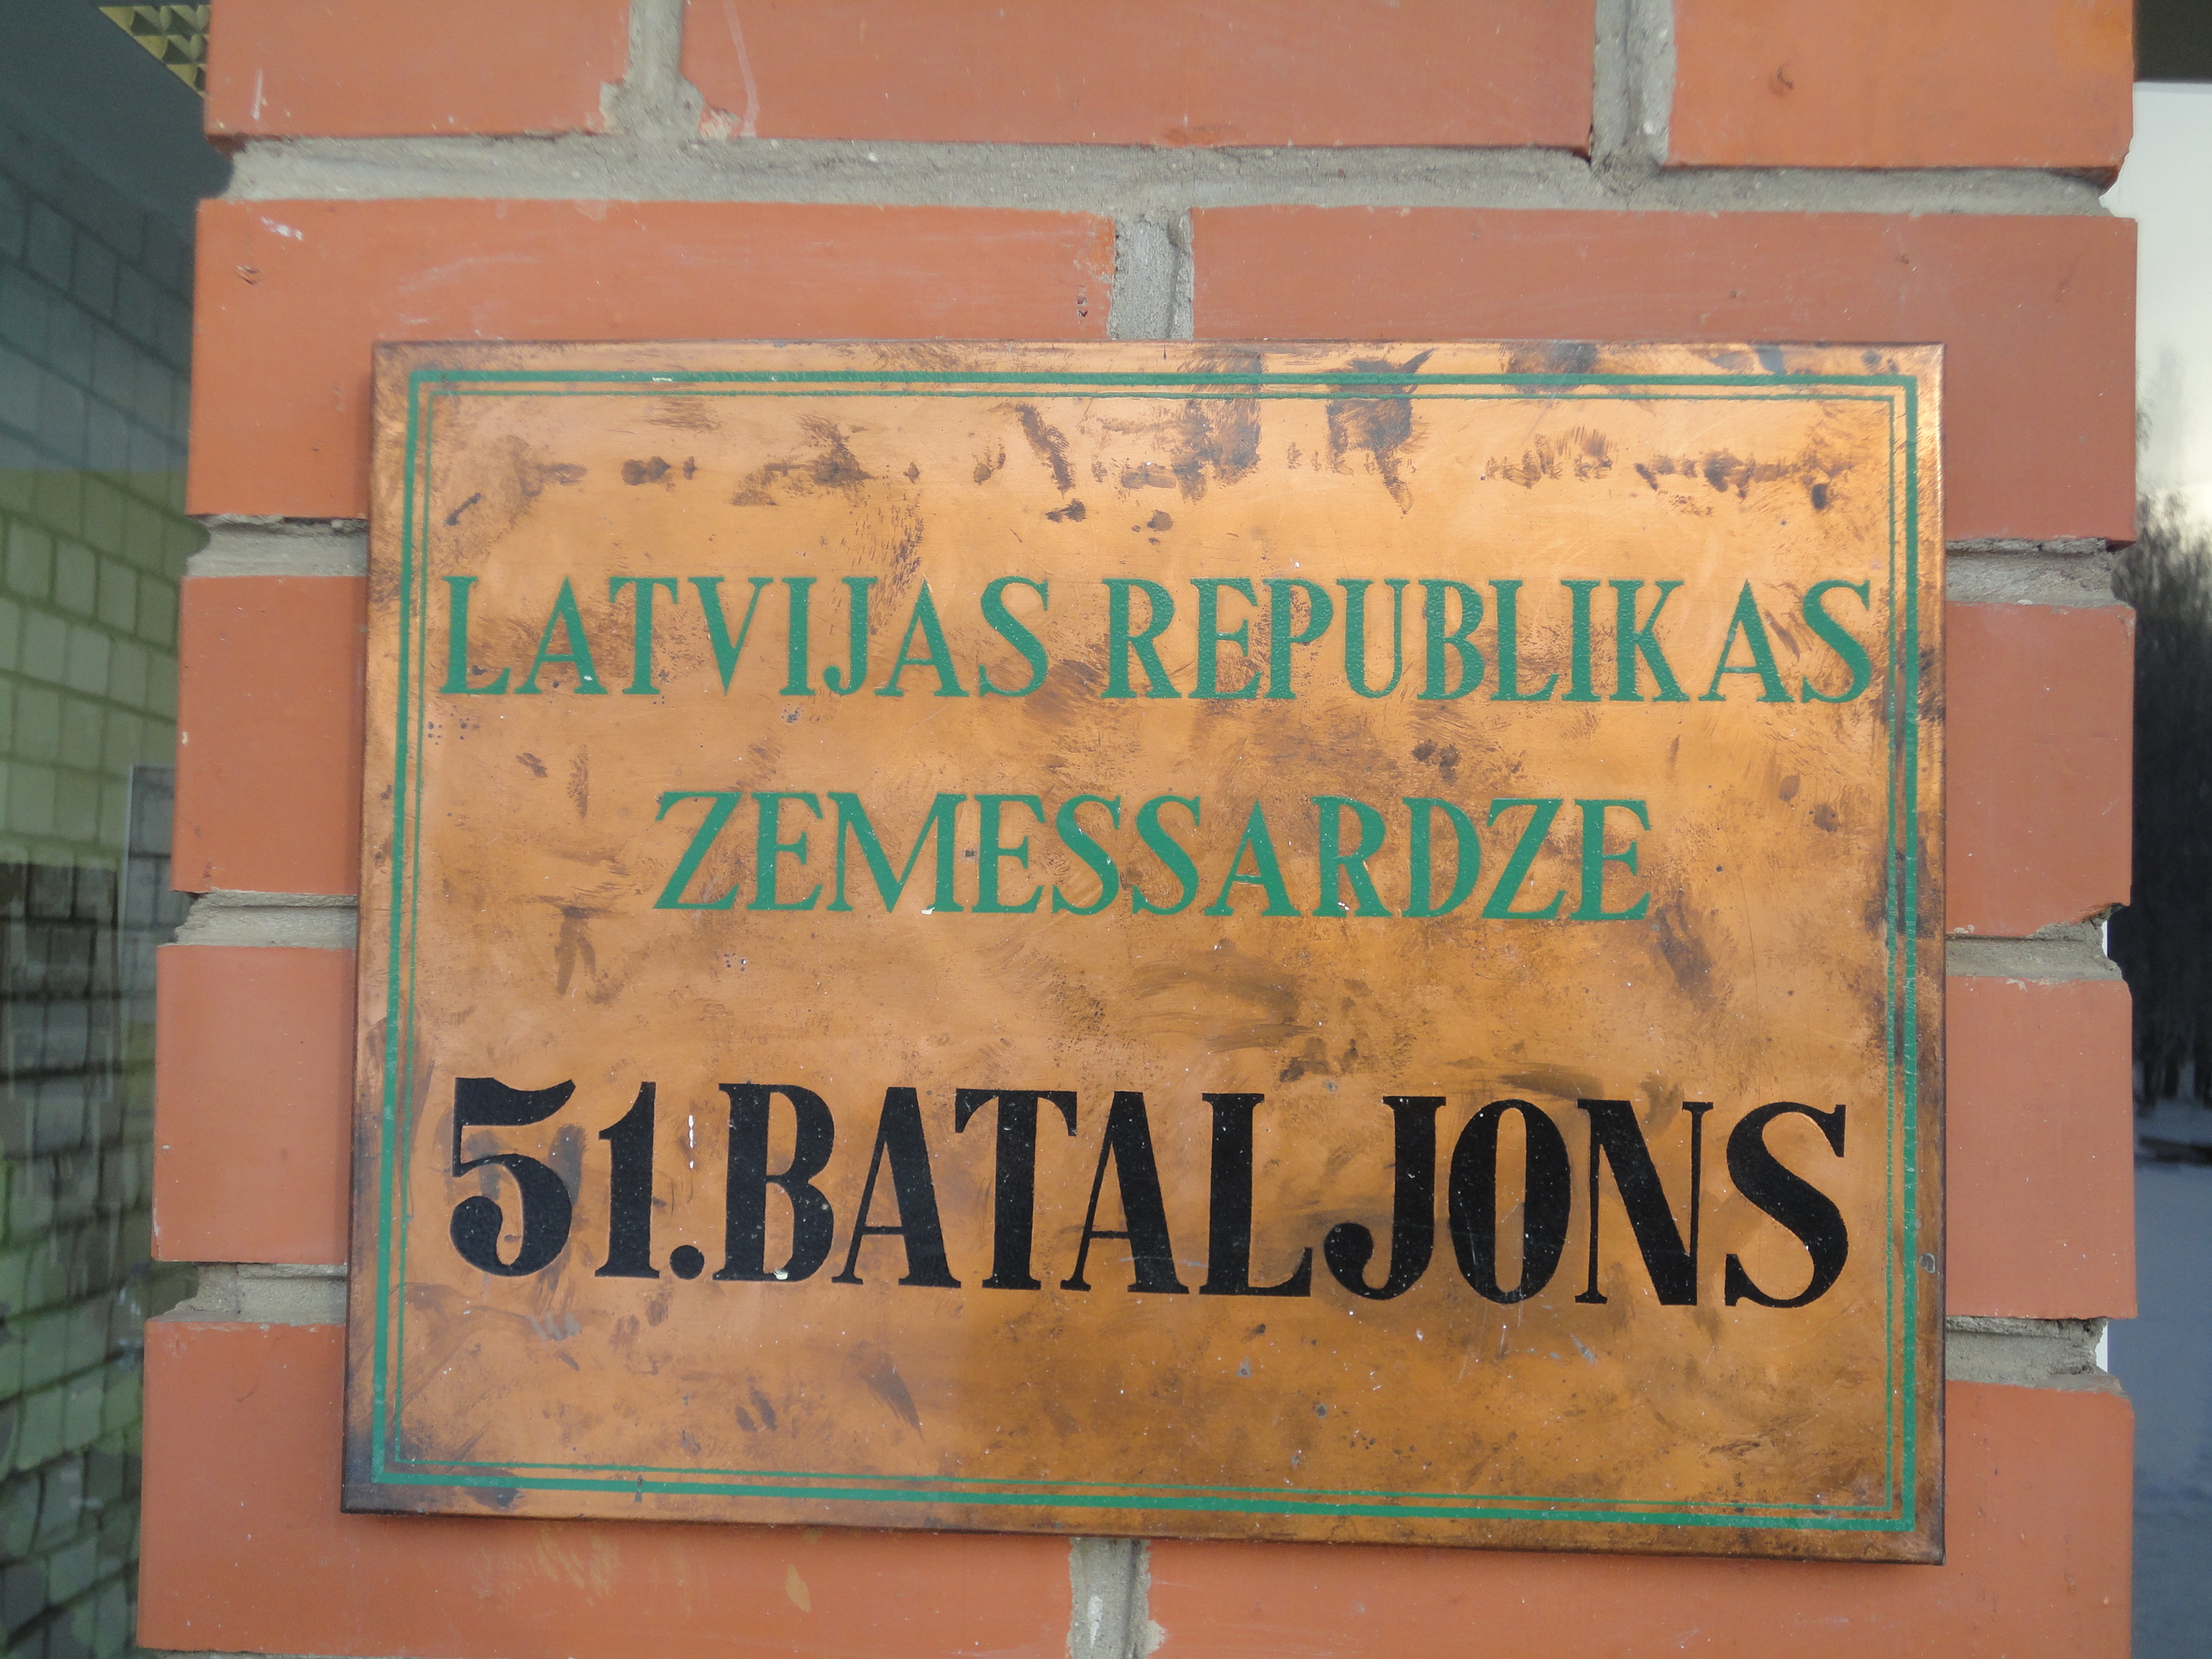 LATVIJAS REPUBLIKAS
ZEMESSARDZE
51.BATALJONS